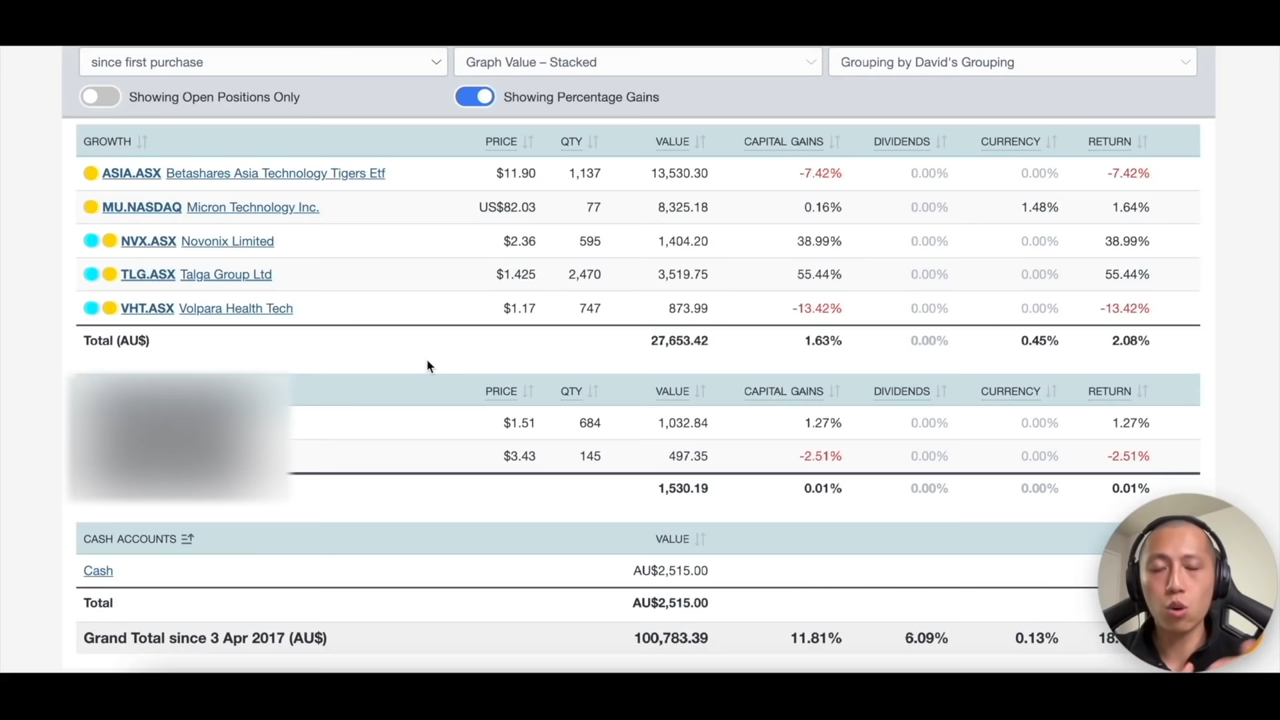 since first purchase Graph Value – Stacked Grouping by David's Grouping
Showing Open Positions Only Showing Percentage Gains
GROWTH PRICE QTY VALUE CAPITAL GAINS DIVIDENDS CURRENCY RETURN
ASIA.ASX Betashares Asia Technology Tigers Etf $11.90 1,137 13,530.30 -7.42% 0.00% 0.00% -7.42%
MU.NASDAQ Micron Technology Inc. US$82.03 77 8,325.18 0.16% 0.00% 1.48% 1.64%
NVX.ASX Novonix Limited $2.36 595 1,404.20 38.99% 0.00% 0.00% 38.99%
TLG.ASX Talga Group Ltd $1.425 2,470 3,519.75 55.44% 0.00% 0.00% 55.44%
VHT.ASX Volpara Health Tech $1.17 747 873.99 -13.42% 0.00% 0.00% -13.42%
Total (AU$) 27,653.42 1.63% 0.00% 0.45% 2.08%
PRICE QTY VALUE CAPITAL GAINS DIVIDENDS CURRENCY RETURN
$1.51 684 1,032.84 1.27% 0.00% 0.00% 1.27%
$3.43 145 497.35 -2.51% 0.00% 0.00% -2.51%
1,530.19 0.01% 0.00% 0.00% 0.01%
CASH ACCOUNTS VALUE
Cash AU$2,515.00
Total AU$2,515.00
Grand Total since 3 Apr 2017 (AU$) 100,783.39 11.81% 6.09% 0.13%